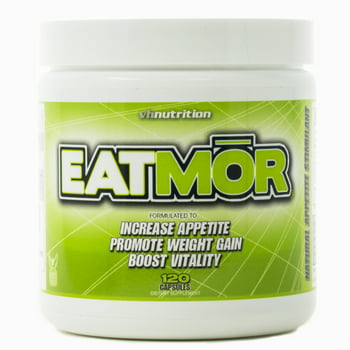 vhnutrition
EATMŌR
FORMULATED TO
INCREASE APPETITE
PROMOTE WEIGHT GAIN
BOOST VITALITY
120
CAPSULES
DIETARY SUPPLEMENT
NATURAL APPETITE STIMULANT